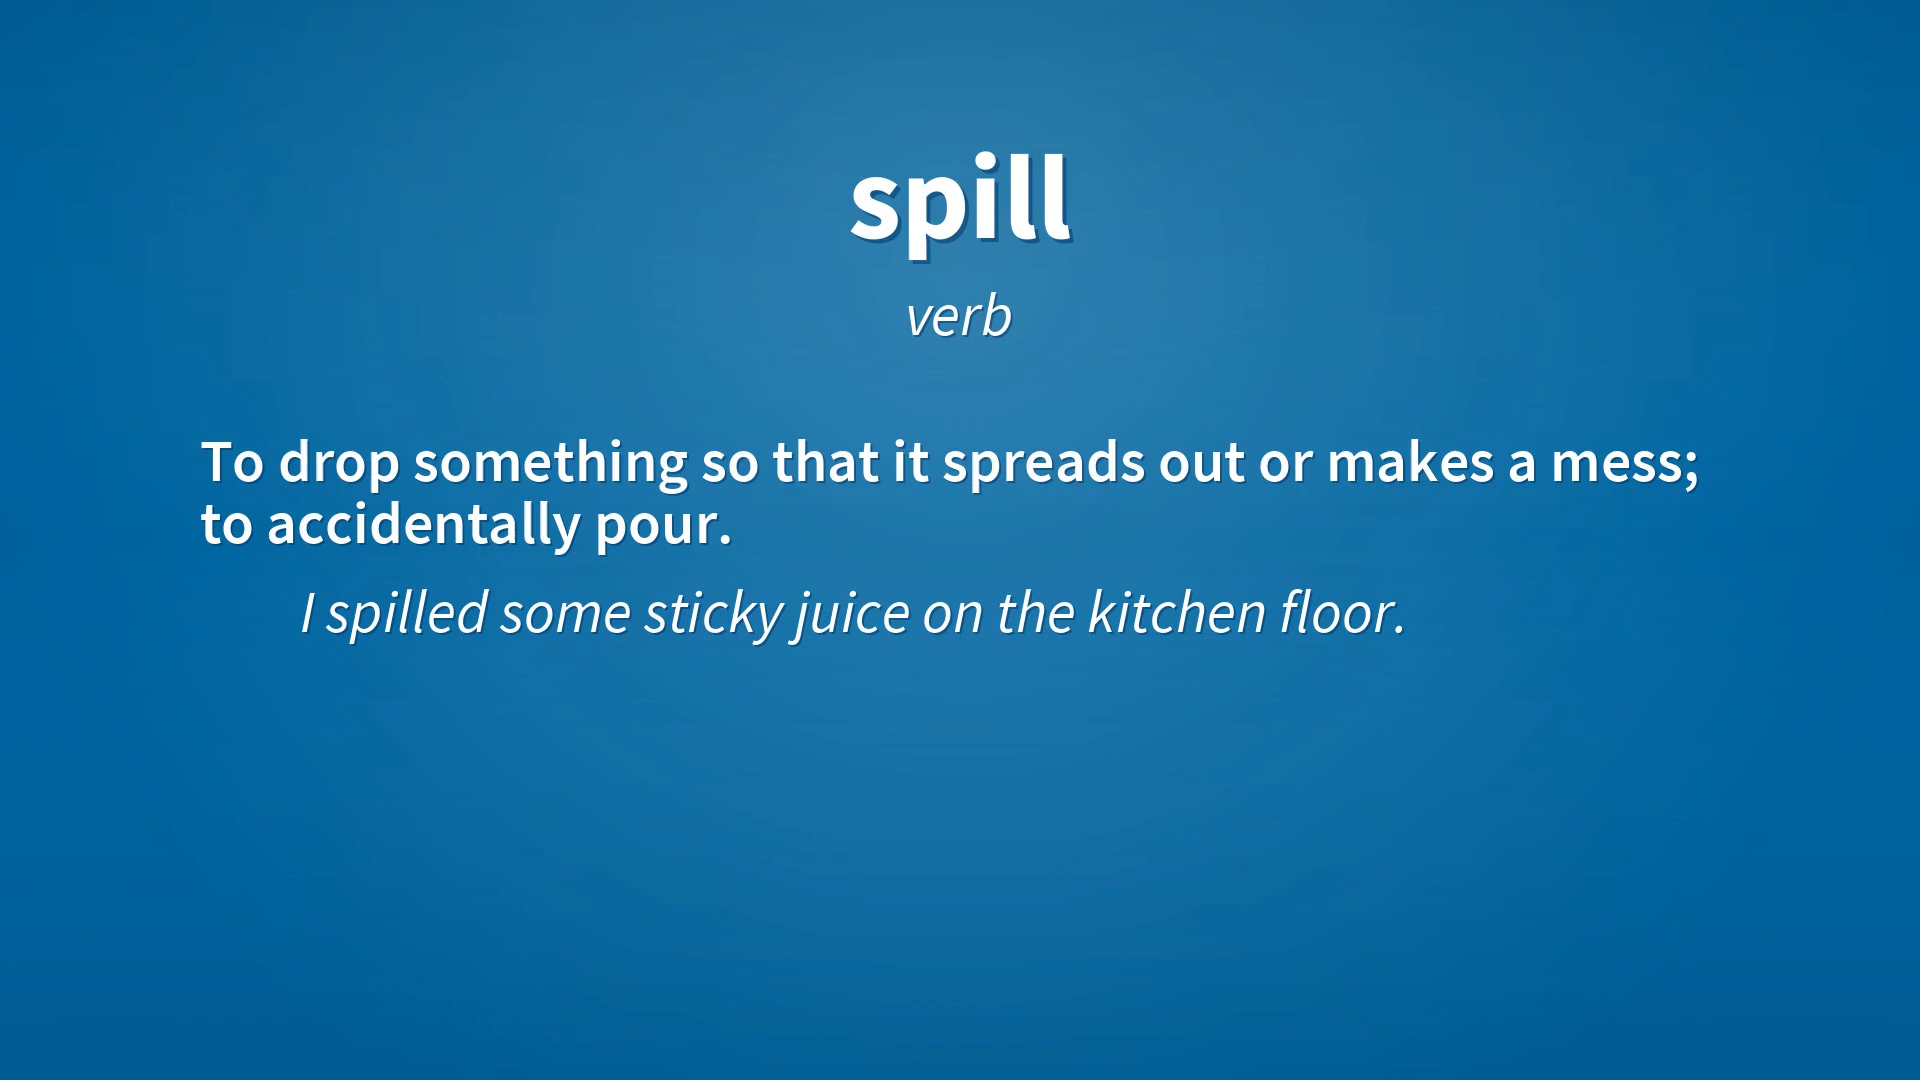 spill
verb
To drop something so that it spreads out or makes a mess;
to accidentally pour.
I spilled some sticky juice on the kitchen floor.